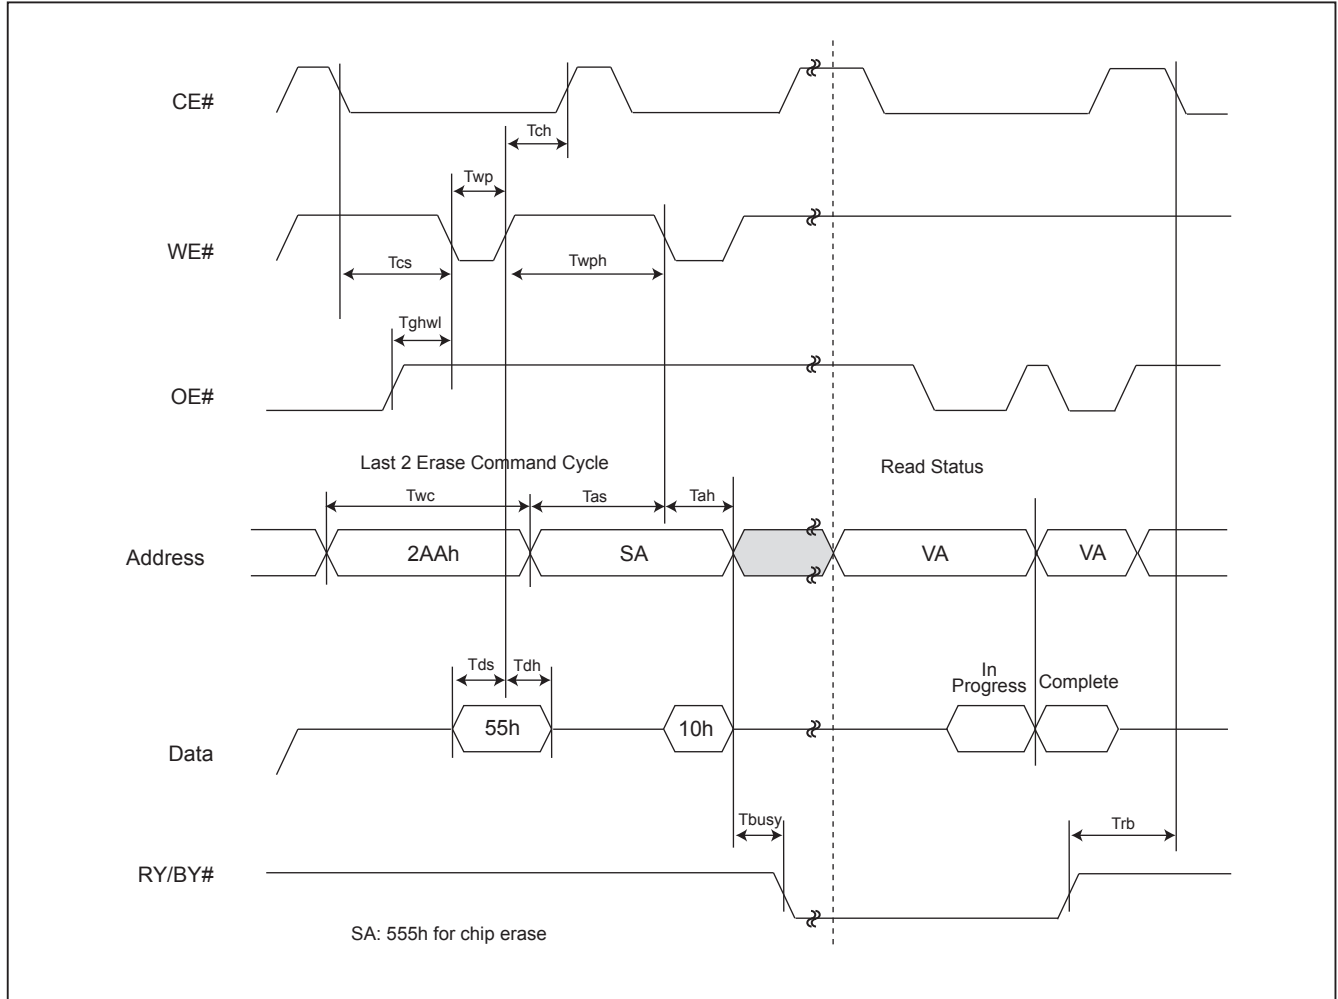 CE#
Tch
Twp
WE#
Tcs
Twph
Tghwl
OE#
Last 2 Erase Command Cycle
Read Status
Twc
Tas
Tah
Address
2AAh
SA
VA
VA
Tds
Tdh
In
Progress
Complete
55h
10h
Data
Tbusy
Trb
RY/BY#
SA: 555h for chip erase